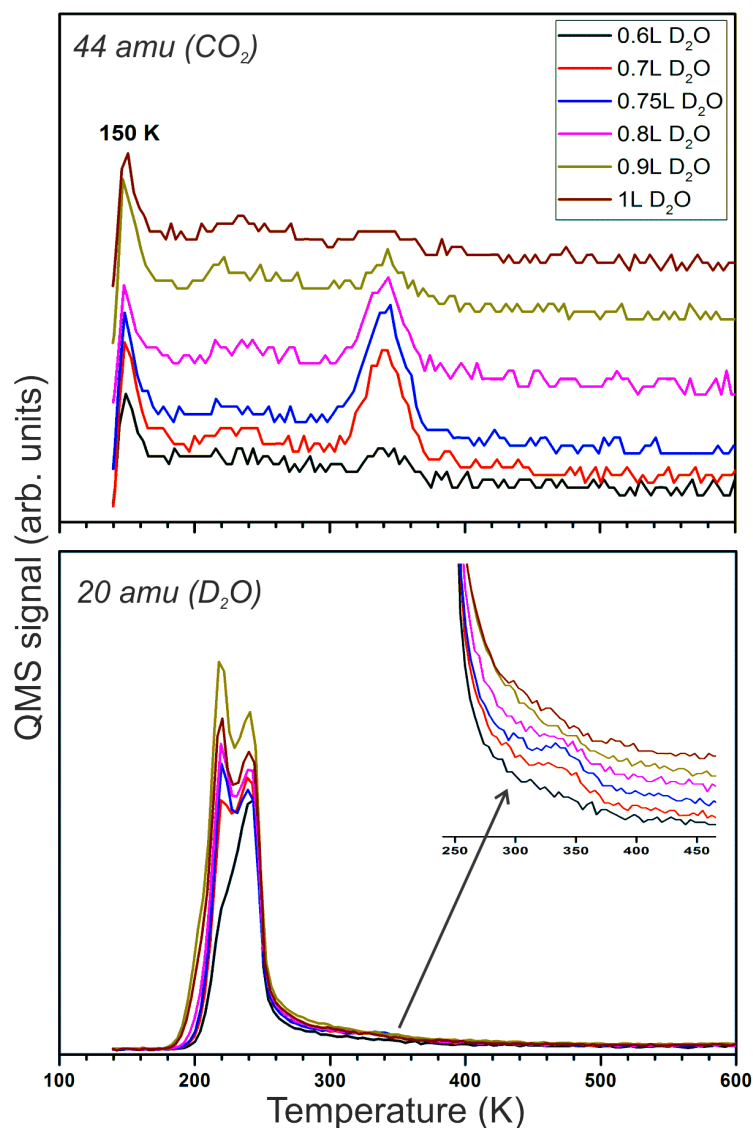 44 amu (CO₂)
0.6L D₂O
0.7L D₂O
0.75L D₂O
0.8L D₂O
0.9L D₂O
1L D₂O
150 K
QMS signal (arb. units)
20 amu (D₂O)
250 300 350 400 450
100 200 300 400 500 600
Temperature (K)